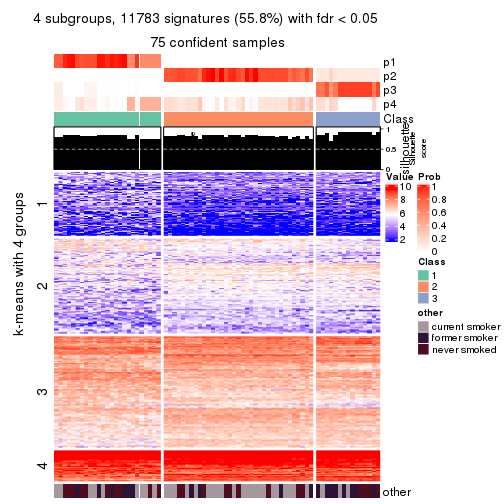 4 subgroups, 11783 signatures (55.8%) with fdr < 0.05
75 confident samples
p1
p2
p3
p4
Class
1
0.5
0
silhouette
Silhouette
score
k-means with 4 groups
1
2
3
4
other
Value
10
8
6
4
2
Prob
1
0.8
0.6
0.4
0.2
0
Class
1
2
3
other
current smoker
former smoker
never smoked